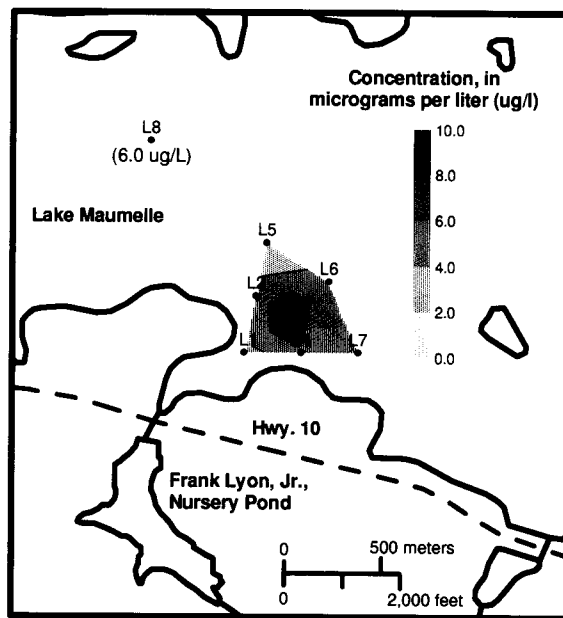 Concentration, in
micrograms per liter (ug/l)
10.0
8.0
6.0
4.0
2.0
0.0
L8
(6.0 ug/L)
Lake Maumelle
L5
L6
L2
L
L7
Hwy. 10
Frank Lyon, Jr.,
Nursery Pond
0 500 meters
0 2,000 feet